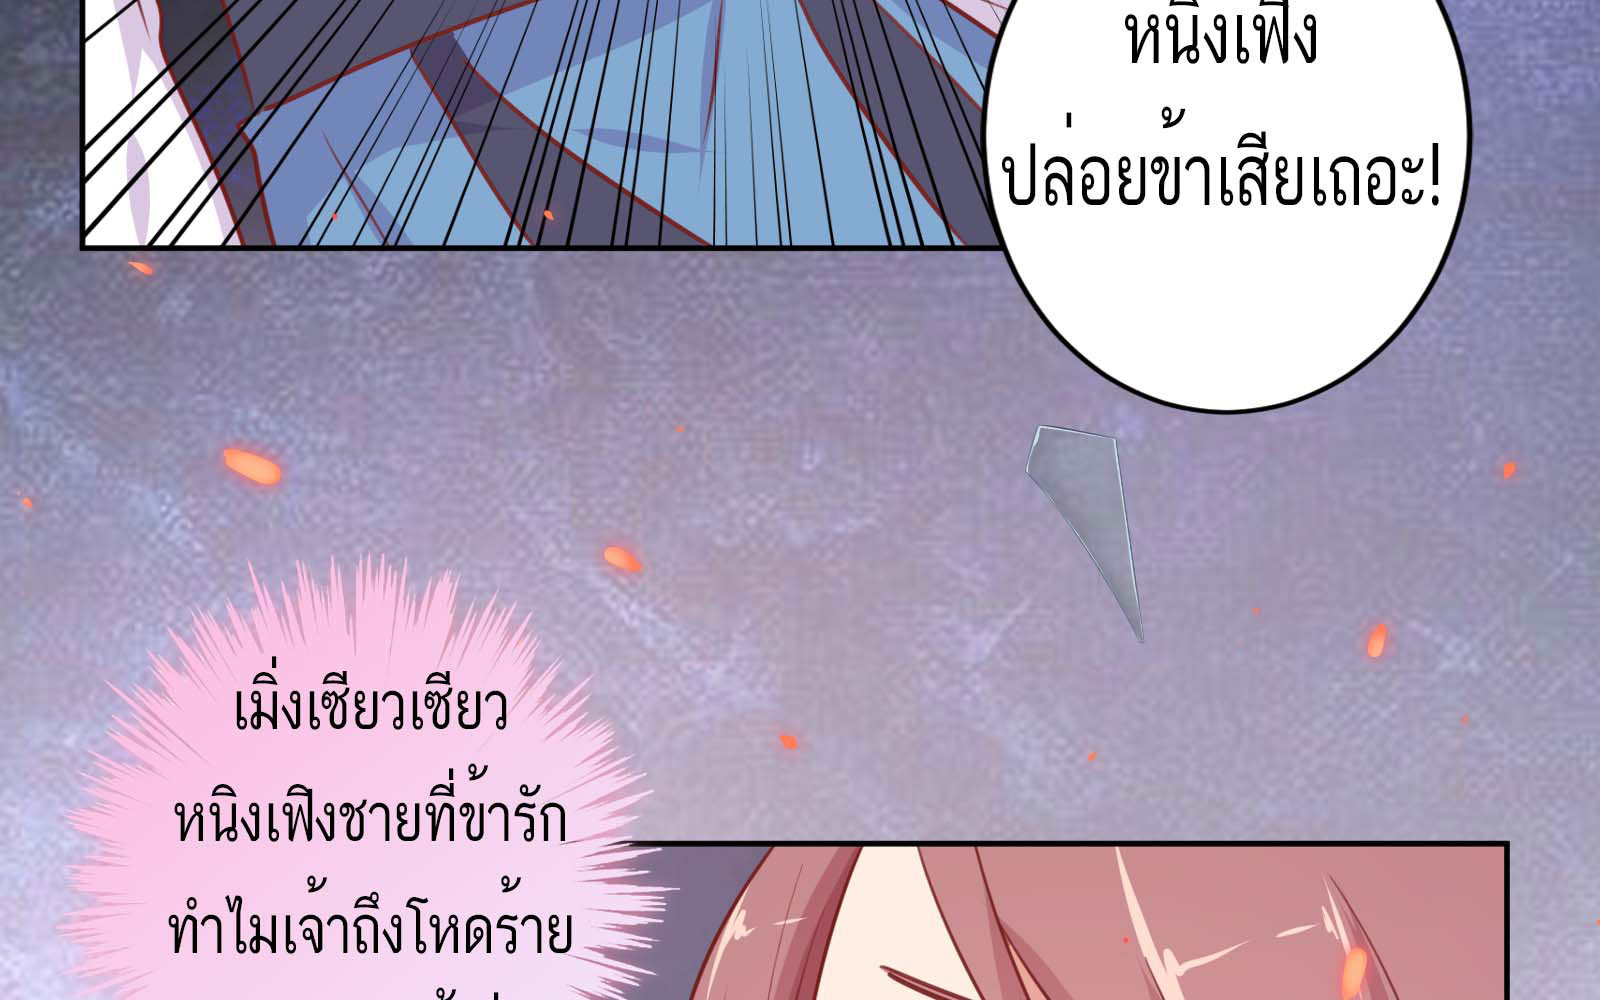 หนิงเฟิง
ปล่อยข้าเสียเถอะ!
เมิ่งเซียวเซียว
หนิงเฟิงชายที่ข้ารัก
ทำไมเจ้าถึงโหดร้าย